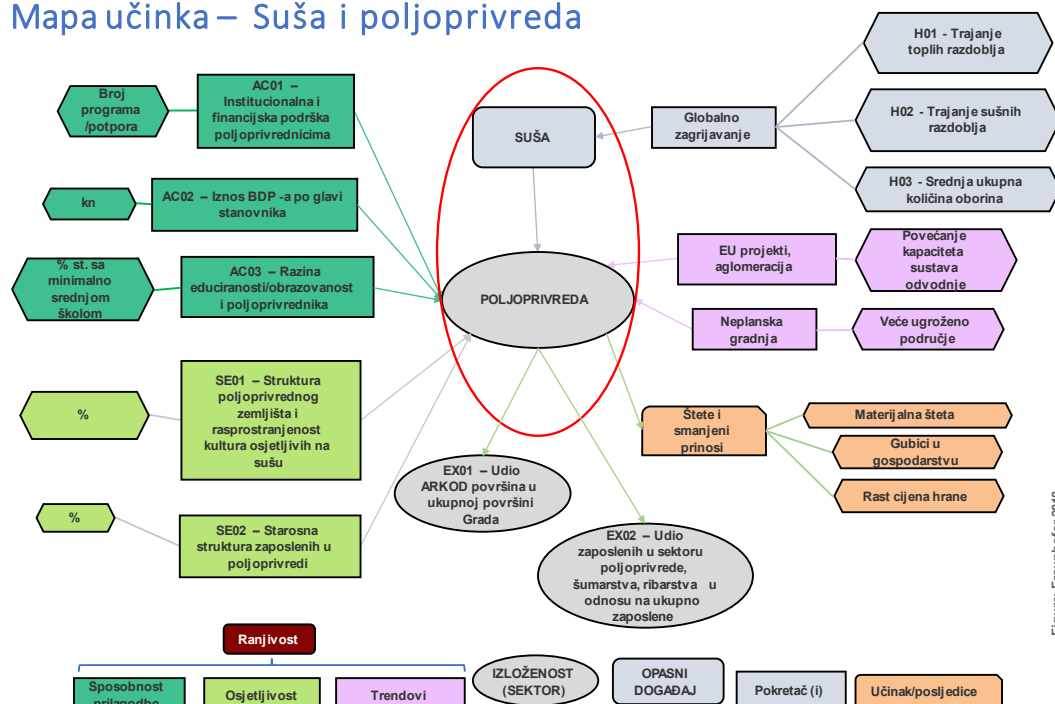 Mapa učinka – Suša i poljoprivreda
H01 - Trajanje
toplih razdoblja
Broj
programa
/potpora
AC01 –
Institucionalna i
financijska podrška
poljoprivrednicima
SUŠA
Globalno
zagrijavanje
H02 - Trajanje sušnih
razdoblja
kn
AC02 – Iznos BDP -a po glavi
stanovnika
H03 - Srednja ukupna
količina oborina
% st. sa
minimalno
srednjom
školom
AC03 – Razina
educiranosti/obrazovanost
i poljoprivrednika
POLJOPRIVREDA
EU projekti,
aglomeracija
Povećanje
kapaciteta
sustava
odvodnje
Neplanska
gradnja
Veće ugroženo
područje
%
SE01 – Struktura
poljoprivrednog
zemljišta i
rasprostranjenost
kultura osjetljivih na
sušu
Štete i
smanjeni
prinosi
Materijalna šteta
Gubici u
gospodarstvu
Rast cijena hrane
EX01 – Udio
ARKOD površina u
ukupnoj površini
Grada
%
SE02 – Starosna
struktura zaposlenih u
poljoprivredi
EX02 – Udio
zaposlenih u sektoru
poljoprivrede,
šumarstva, ribarstva u
odnosu na ukupno
zaposlene
Ranjivost
Sposobnost
prilagodbe
Osjetljivost
Trendovi
IZLOŽENOST
(SEKTOR)
OPASNI
DOGAĐAJ
Pokretač (i)
Učinak/posljedice